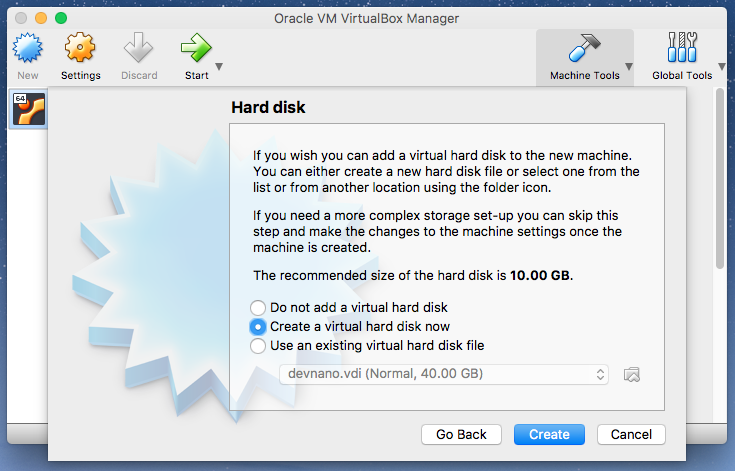 Oracle VM VirtualBox Manager
New
Settings
Discard
Start
Machine Tools
Global Tools
64
Hard disk
If you wish you can add a virtual hard disk to the new machine.
You can either create a new hard disk file or select one from the
list or from another location using the folder icon.
If you need a more complex storage set-up you can skip this
step and make the changes to the machine settings once the
machine is created.
The recommended size of the hard disk is 10.00 GB.
Do not add a virtual hard disk
Create a virtual hard disk now
Use an existing virtual hard disk file
devnano.vdi (Normal, 40.00 GB)
Go Back
Create
Cancel